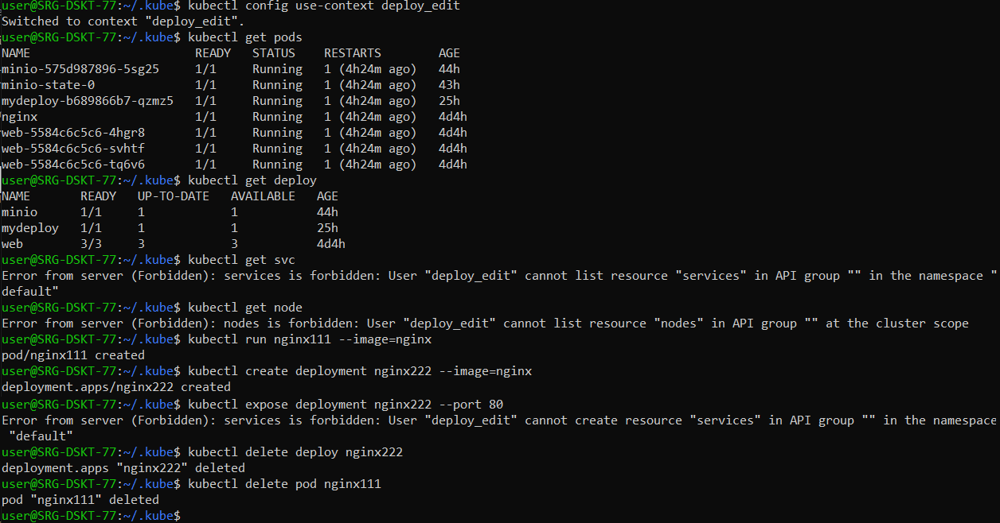 user@SRG-DSKT-77:~/.kube$ kubectl config use-context deploy_edit
Switched to context "deploy_edit".
user@SRG-DSKT-77:~/.kube$ kubectl get pods
NAME                       READY   STATUS    RESTARTS        AGE
minio-575d987896-5sg25     1/1     Running   1 (4h24m ago)   44h
minio-state-0              1/1     Running   1 (4h24m ago)   43h
mydeploy-b689866b7-qzmz5   1/1     Running   1 (4h24m ago)   25h
nginx                      1/1     Running   1 (4h24m ago)   4d4h
web-5584c6c5c6-4hgr8       1/1     Running   1 (4h24m ago)   4d4h
web-5584c6c5c6-svhtf       1/1     Running   1 (4h24m ago)   4d4h
web-5584c6c5c6-tq6v6       1/1     Running   1 (4h24m ago)   4d4h
user@SRG-DSKT-77:~/.kube$ kubectl get deploy
NAME       READY   UP-TO-DATE   AVAILABLE   AGE
minio      1/1     1            1           44h
mydeploy   1/1     1            1           25h
web        3/3     3            3           4d4h
user@SRG-DSKT-77:~/.kube$ kubectl get svc
Error from server (Forbidden): services is forbidden: User "deploy_edit" cannot list resource "services" in API group "" in the namespace "
default"
user@SRG-DSKT-77:~/.kube$ kubectl get node
Error from server (Forbidden): nodes is forbidden: User "deploy_edit" cannot list resource "nodes" in API group "" at the cluster scope
user@SRG-DSKT-77:~/.kube$ kubectl run nginx111 --image=nginx
pod/nginx111 created
user@SRG-DSKT-77:~/.kube$ kubectl create deployment nginx222 --image=nginx
deployment.apps/nginx222 created
user@SRG-DSKT-77:~/.kube$ kubectl expose deployment nginx222 --port 80
Error from server (Forbidden): services is forbidden: User "deploy_edit" cannot create resource "services" in API group "" in the namespace
 "default"
user@SRG-DSKT-77:~/.kube$ kubectl delete deploy nginx222
deployment.apps "nginx222" deleted
user@SRG-DSKT-77:~/.kube$ kubectl delete pod nginx111
pod "nginx111" deleted
user@SRG-DSKT-77:~/.kube$